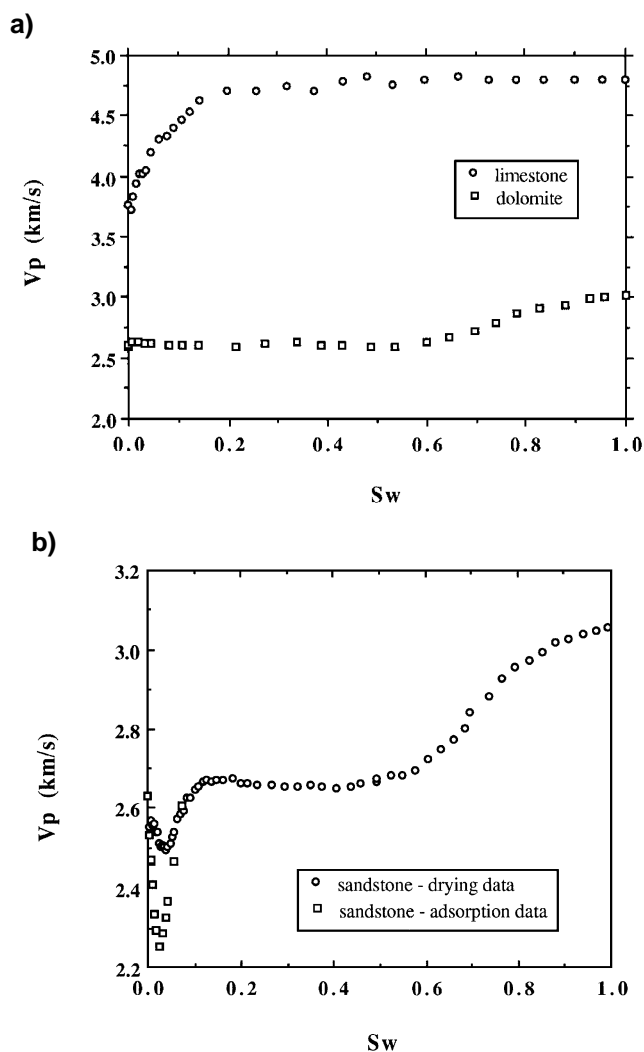 a)
5.0
4.5
4.0
3.5
3.0
2.5
2.0
Vp (km/s)
limestone
dolomite
0.0 0.2 0.4 0.6 0.8 1.0
Sw
b)
3.2
3.0
2.8
2.6
2.4
2.2
Vp (km/s)
sandstone - drying data
sandstone - adsorption data
0.0 0.2 0.4 0.6 0.8 1.0
Sw